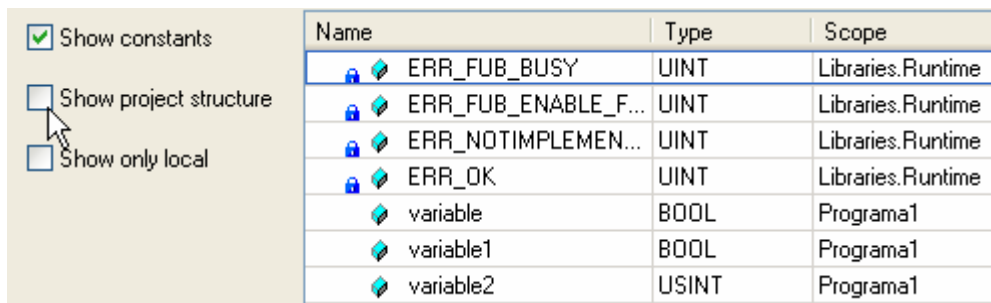 Show constants
Show project structure
Show only local
Name Type Scope
ERR_FUB_BUSY UINT Libraries.Runtime
ERR_FUB_ENABLE_F... UINT Libraries.Runtime
ERR_NOTIMPLEMEN... UINT Libraries.Runtime
ERR_OK UINT Libraries.Runtime
variable BOOL Programa1
variable1 BOOL Programa1
variable2 USINT Programa1